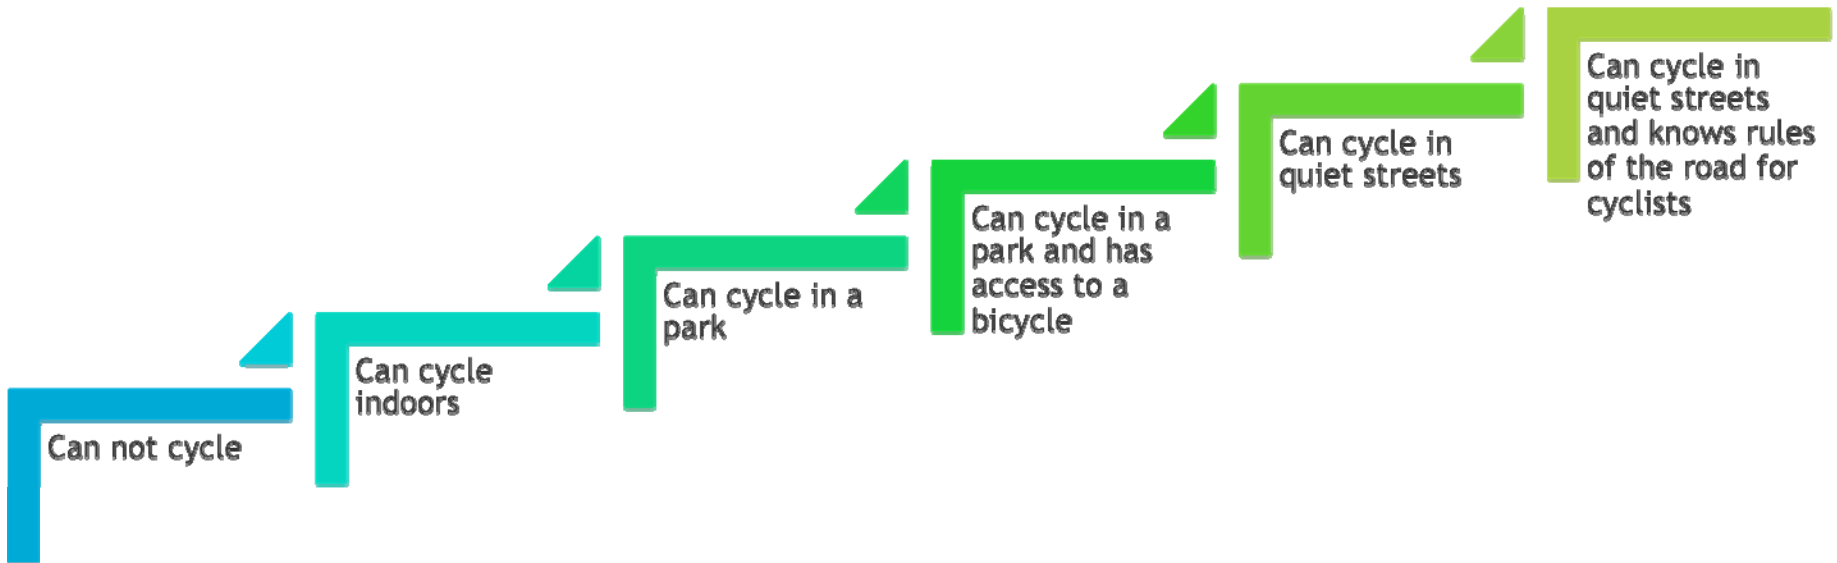 Can not cycle
Can cycle
indoors
Can cycle in a
park
Can cycle in a
park and has
access to a
bicycle
Can cycle in
quiet streets
Can cycle in
quiet streets
and knows rules
of the road for
cyclists